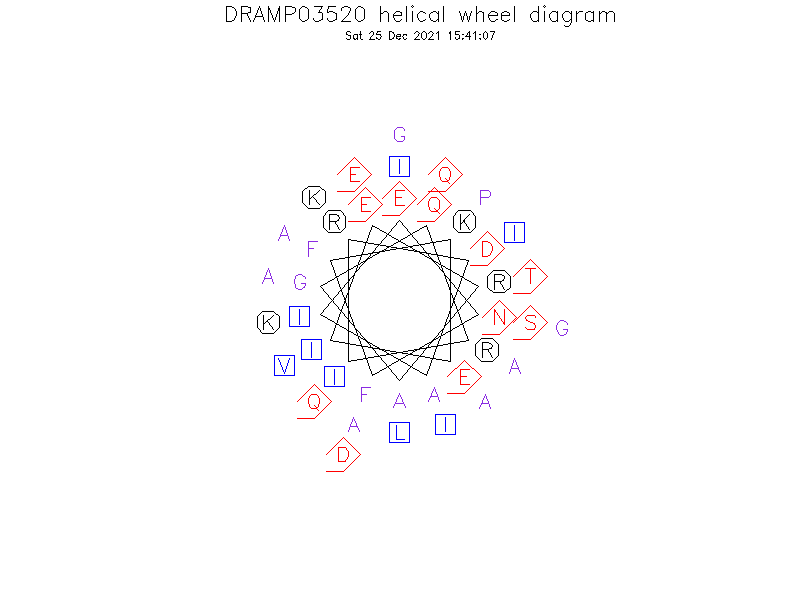 DRAMP03520 helical wheel diagram
Sat 25 Dec 2021 15:41:07
G
E I Q
K E E Q P
R K I
A F D
A G R T
K I N S G
V I R A
I E
Q F A A A
A L I
D